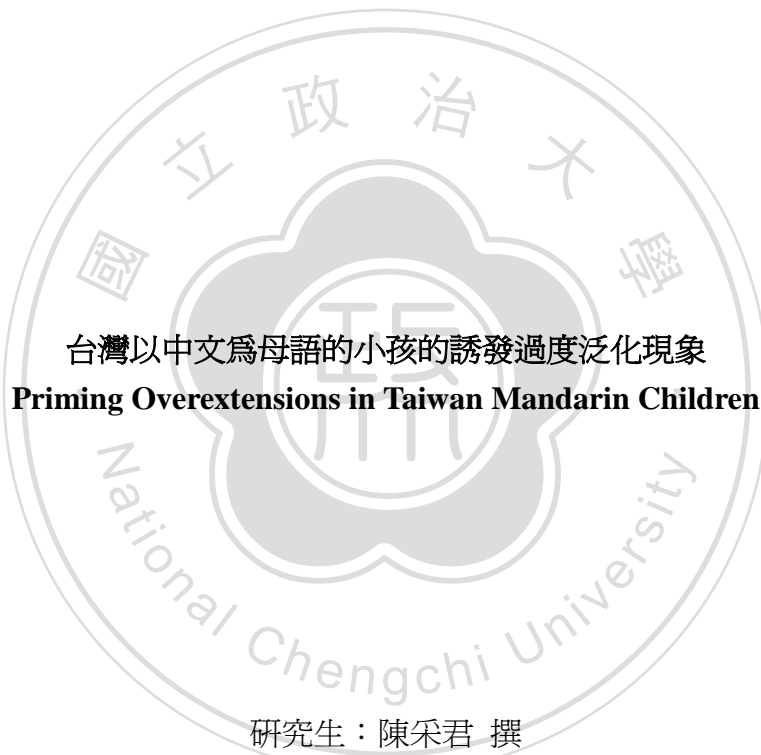 國立政治大學
台灣以中文爲母語的小孩的誘發過度泛化現象
Priming Overextensions in Taiwan Mandarin Children
National Chengchi University
研究生：陳采君 撰